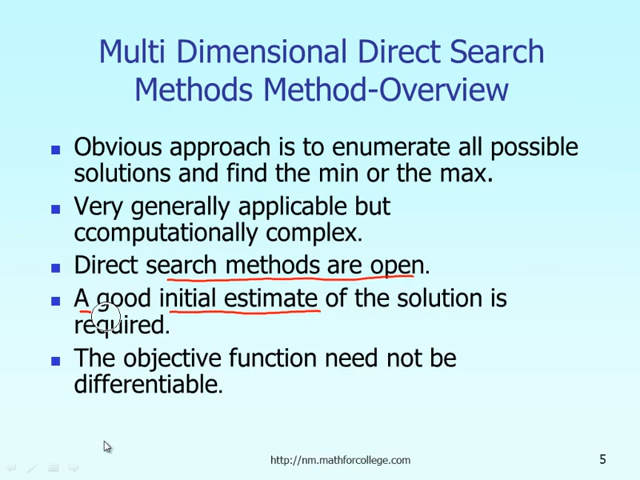 Multi Dimensional Direct Search
Methods Method-Overview
Obvious approach is to enumerate all possible
solutions and find the min or the max.
Very generally applicable but
ccomputationally complex.
Direct search methods are open.
A good initial estimate of the solution is
required.
The objective function need not be
differentiable.
http://nm.mathforcollege.com
5